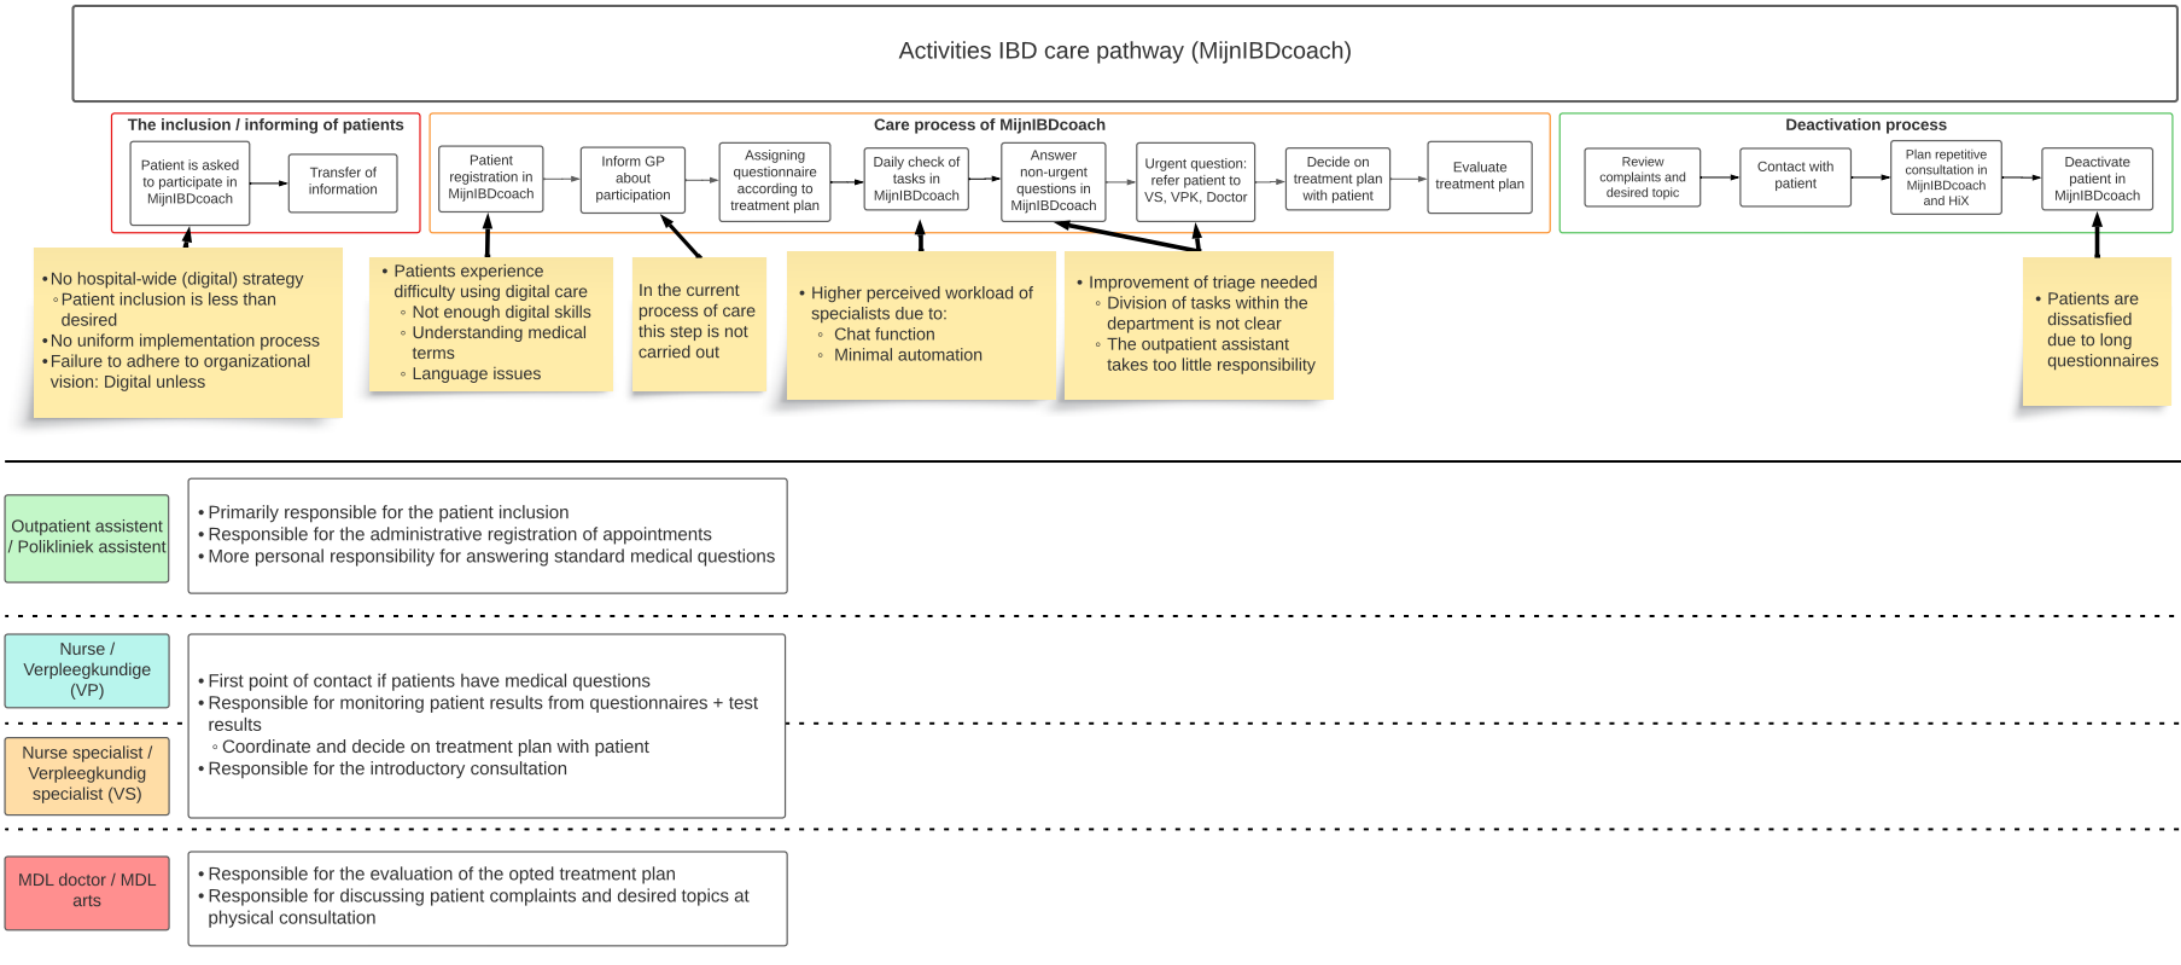 Activities IBD care pathway (MijnIBDcoach)
The inclusion / informing of patients
Patient is asked
to participate in
MijnIBDcoach
Transfer of
information
Care process of MijnIBDcoach
Patient
registration in
MijnIBDcoach
Inform GP
about
participation
Assigning
questionnaire
according to
treatment plan
Daily check of
tasks in
MijnIBDcoach
Answer
non-urgent
questions in
MijnIBDcoach
Urgent question:
refer patient to
VS, VPK, Doctor
Decide on
treatment plan
with patient
Evaluate
treatment plan
Deactivation process
Review
complaints and
desired topic
Contact with
patient
Plan repetitive
consultation in
MijnIBDcoach
and HiX
Deactivate
patient in
MijnIBDcoach
• No hospital-wide (digital) strategy
◦ Patient inclusion is less than
desired
• No uniform implementation process
• Failure to adhere to organizational
vision: Digital unless
• Patients experience
difficulty using digital care
◦ Not enough digital skills
◦ Understanding medical
terms
◦ Language issues
In the current
process of care
this step is not
carried out
• Higher perceived workload of
specialists due to:
◦ Chat function
◦ Minimal automation
• Improvement of triage needed
◦ Division of tasks within the
department is not clear
◦ The outpatient assistant
takes too little responsibility
• Patients are
dissatisfied
due to long
questionnaires
Outpatient assistent
/ Polikliniek assistent
• Primarily responsible for the patient inclusion
• Responsible for the administrative registration of appointments
• More personal responsibility for answering standard medical questions
Nurse /
Verpleegkundige
(VP)
Nurse specialist /
Verpleegkundig
specialist (VS)
• First point of contact if patients have medical questions
• Responsible for monitoring patient results from questionnaires + test
results
◦ Coordinate and decide on treatment plan with patient
• Responsible for the introductory consultation
MDL doctor / MDL
arts
• Responsible for the evaluation of the opted treatment plan
• Responsible for discussing patient complaints and desired topics at
physical consultation